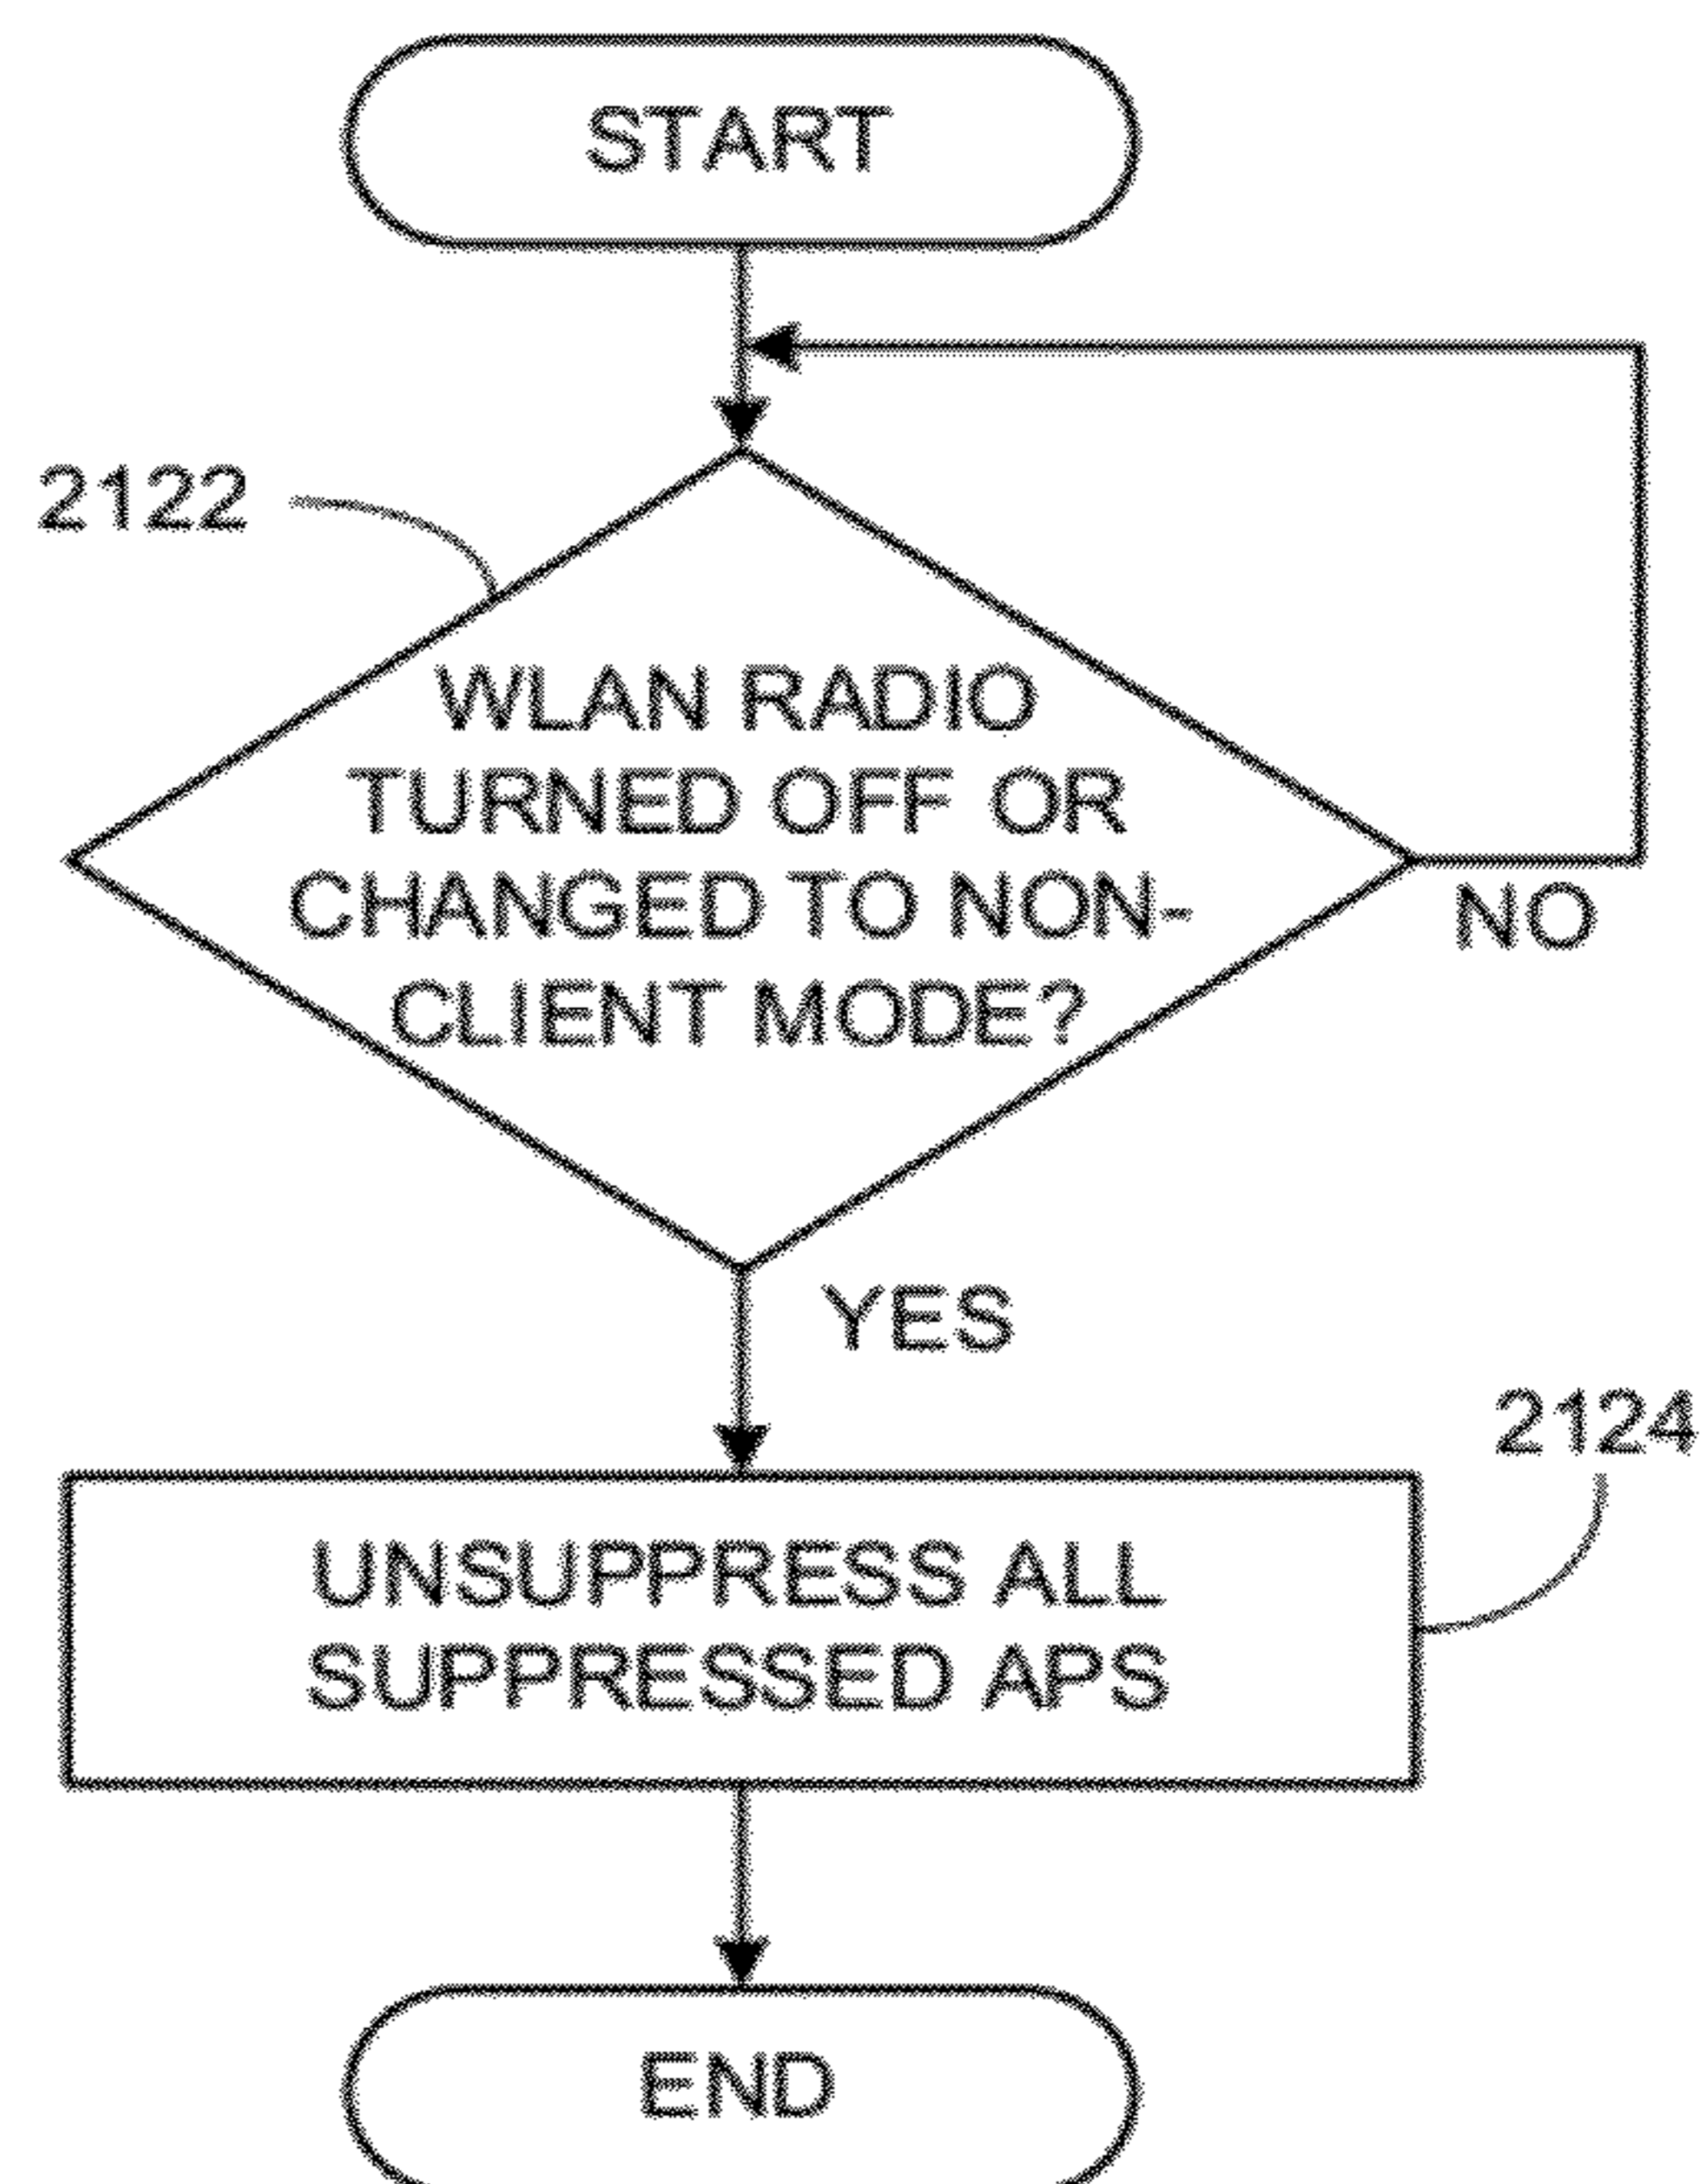 START
2122
WLAN RADIO
TURNED OFF OR
CHANGED TO NON-
CLIENT MODE?
NO
YES
2124
UNSUPPRESS ALL
SUPPRESSED APS
END